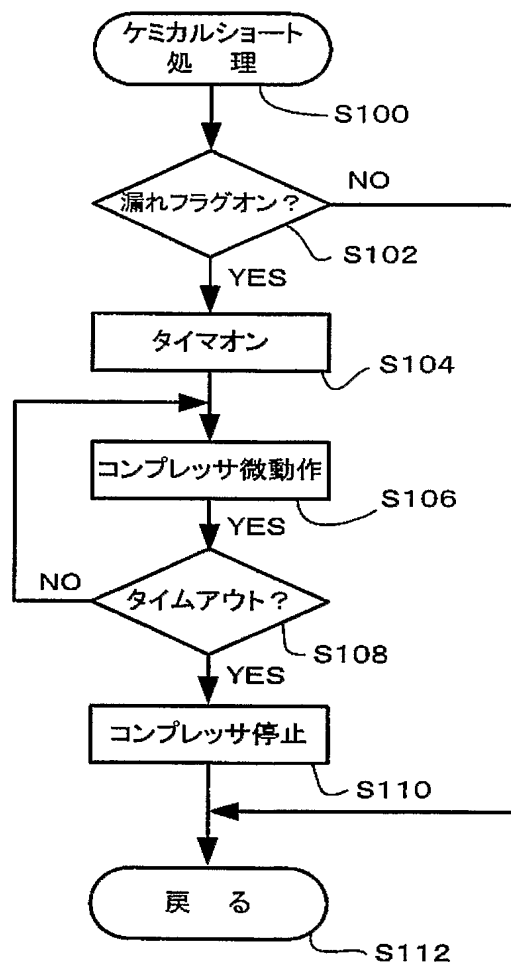 ケミカルショート
処 理
S100
漏れフラグオン？
NO
S102
YES
タイマオン
S104
コンプレッサ微動作
S106
YES
NO
タイムアウト？
S108
YES
コンプレッサ停止
S110
戻 る
S112